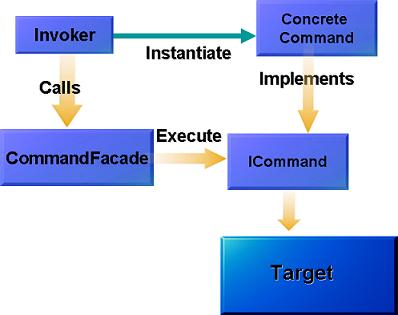 Invoker
Instantiate
Concrete
Command
Calls
Implements
CommandFacade
Execute
ICommand
Target